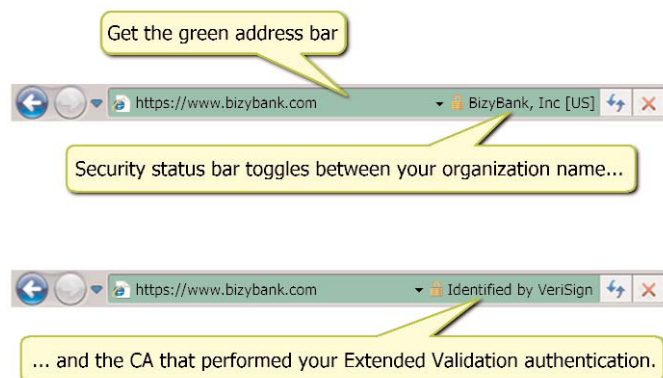 Get the green address bar
https://www.bizybank.com BizyBank, Inc [US]
Security status bar toggles between your organization name...
https://www.bizybank.com Identified by VeriSign
... and the CA that performed your Extended Validation authentication.